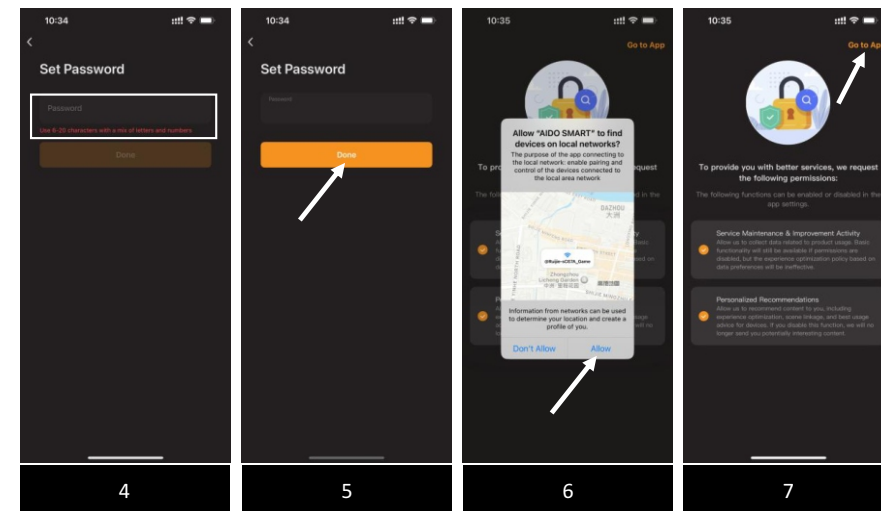 10:34
Set Password
Password
Use 6-20 characters with a mix of letters and numbers
Done
4
10:34
Set Password
Password
Done
5
10:35
Go to App
Allow “AIDO SMART” to find
devices on local networks?
The purpose of the app connecting to
the local network: enable pairing and
control of the devices connected to
the local area network
DAZHOU
大洲
Zhongzhou
Licheng Garden
Information from networks can be used
to determine your location and create a
profile of you.
Don't Allow
Allow
6
10:35
Go to Ap
To provide you with better services, we request
the following permissions:
The following functions can be enabled or disabled in the
app settings.
Service Maintenance & Improvement Activity
Allow us to collect data related to product usage. Basic
functionality will still be available if permissions are
disabled, but the experience optimization policy based on
data preferences will be ineffective.
Personalized Recommendations
Allow us to recommend content to you, including
experience optimization, scene linkage, and best usage
advice for devices. If you disable this function, we will no
longer send you potentially interesting content.
7